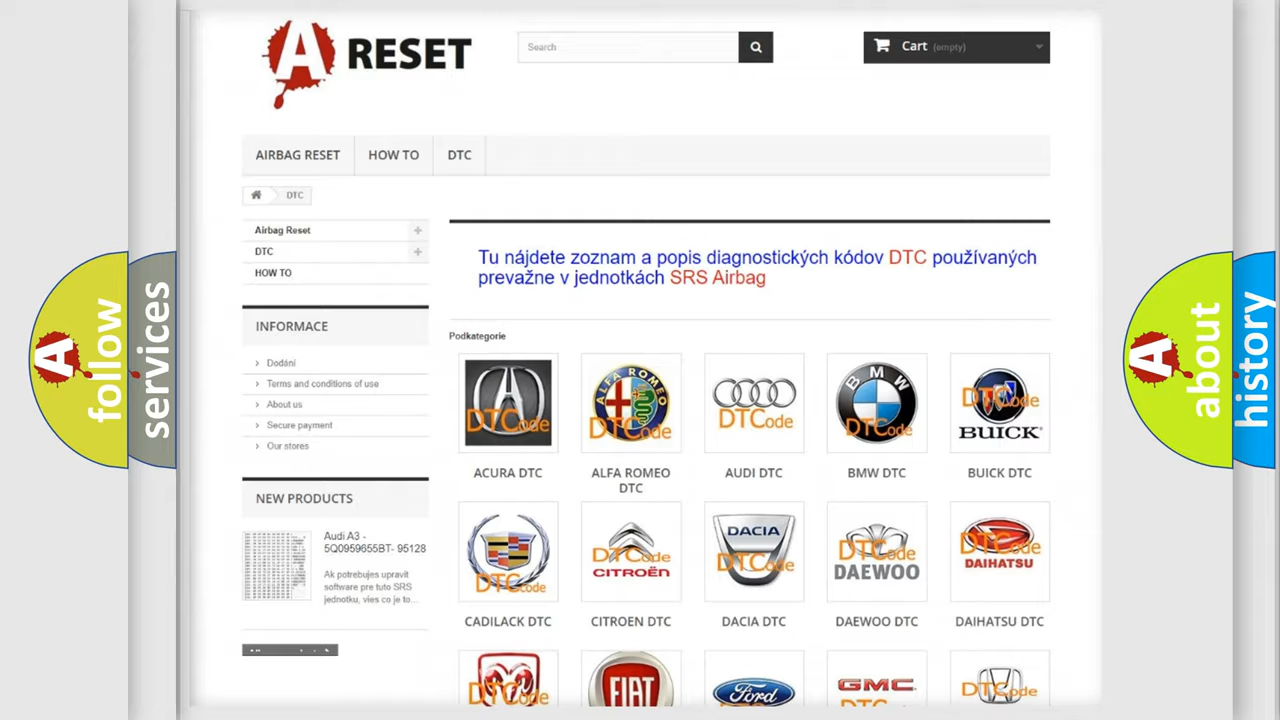 A RESET
Search
Cart (empty)
AIRBAG RESET
HOW TO
DTC
DTC
Airbag Reset
DTC
HOW TO
INFORMACE
Dodání
Terms and conditions of use
About us
Secure payment
Our stores
NEW PRODUCTS
Audi A3 -
5Q0959655BT- 95128
Ak potrebujes upravit
software pre tuto SRS
jednotku, vies co je to...
Tu nájdete zoznam a popis diagnostických kódov DTC používaných
prevažne v jednotkách SRS Airbag
Podkategorie
DTCode
ALFA ROMEO
DTCode
DTCode
BMW
DTCode
DTCode
BUICK
ACURA DTC
ALFA ROMEO
DTC
AUDI DTC
BMW DTC
BUICK DTC
DTCode
DTCode
CITROËN
DACIA
DTCode
DTCode
DAEWOO
DTCode
DAIHATSU
CADILACK DTC
CITROEN DTC
DACIA DTC
DAEWOO DTC
DAIHATSU DTC
DTCode
FIAT
Ford
GMC
DTCode
A follow
services
A about
history